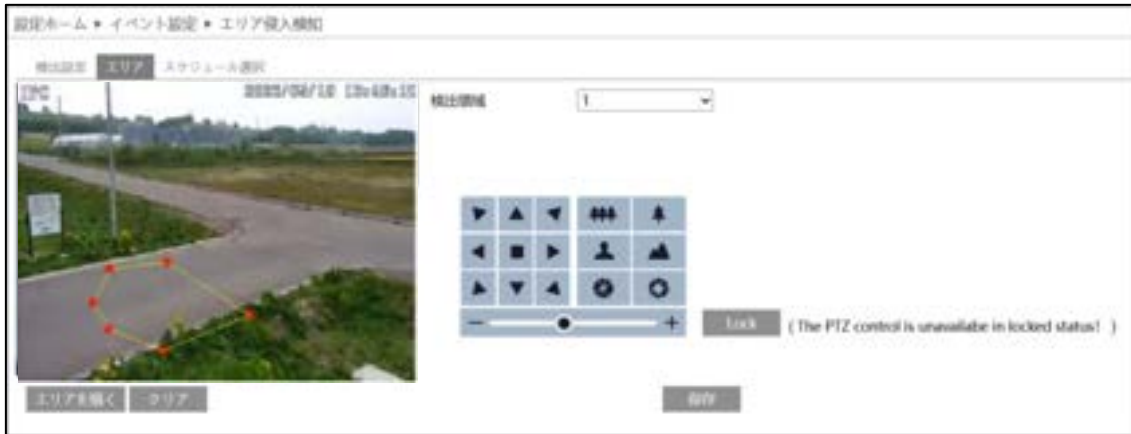 設定ホーム ▸ イベント設定 ▸ エリア侵入検知
検出設定 エリア スケジュール選択
IPC
検出領域 1
Lock ( The PTZ control is unavailabe in locked status! )
エリアを描く クリア 保存